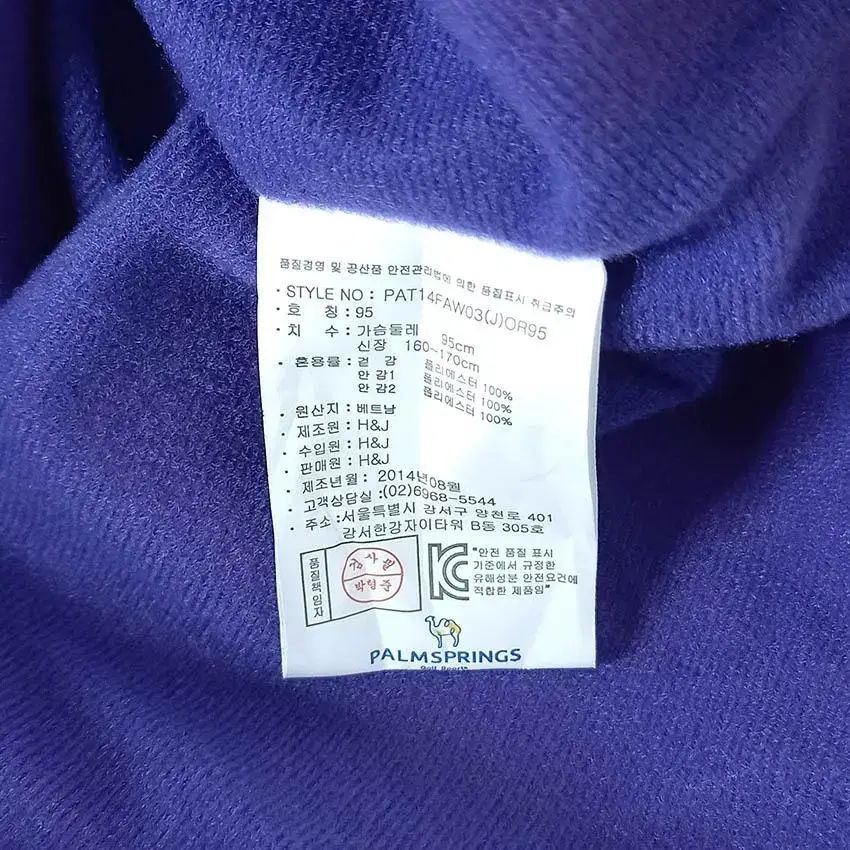 품질경영 및 공산품 안전관리법에 의한 품질표시 취급주의
· STYLE NO : PAT14FAW03(J)OR95
· 호 칭 : 95
· 치 수 : 가슴둘레 95cm
신장 160~170cm
· 혼용률 : 겉 감 폴리에스터 100%
안 감1 폴리에스터 100%
안 감2 폴리에스터 100%
· 원산지 : 베트남
· 제조원 : H&J
· 수입원 : H&J
· 판매원 : H&J
· 제조년월 : 2014년08월
· 고객상담실 :(02)6968-5544
· 주소 :서울특별시 강서구 양천로 401
강서한강자이타워 B동 305호
품질책임자
검사필
박형준
"안전 품질 표시
기준에서 규정한
유해성분 안전요건에
적합한 제품임"
PALMSPRINGS